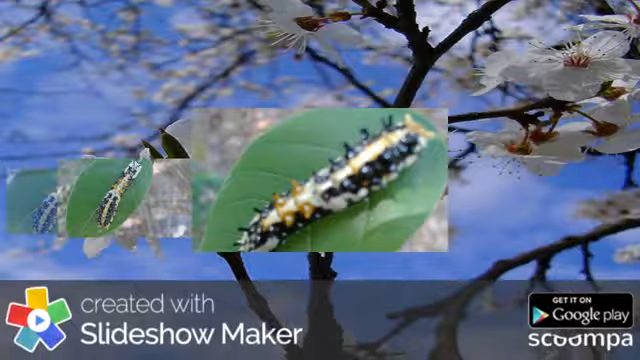 created with
Slideshow Maker
GET IT ON
Google play
scoompa